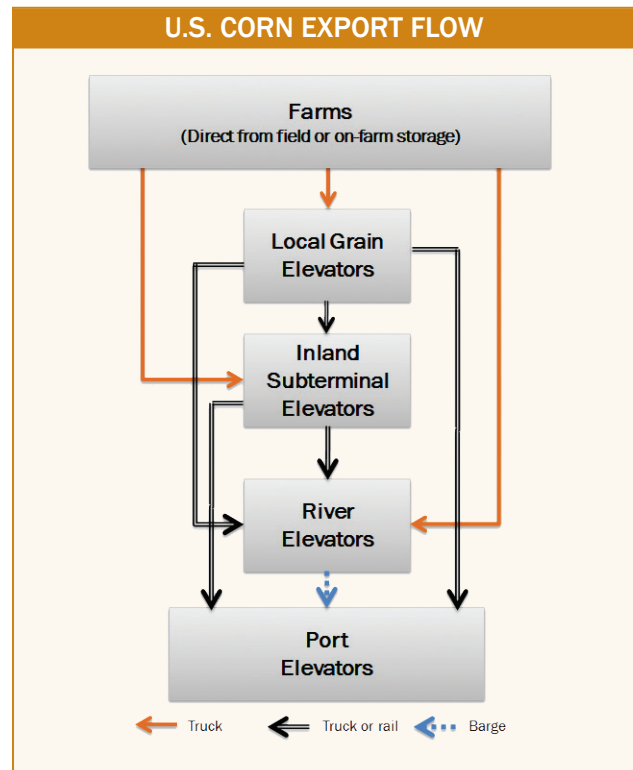 U.S. CORN EXPORT FLOW
Farms
(Direct from field or on-farm storage)
Local Grain
Elevators
Inland
Subterminal
Elevators
River
Elevators
Port
Elevators
Truck
Truck or rail
Barge